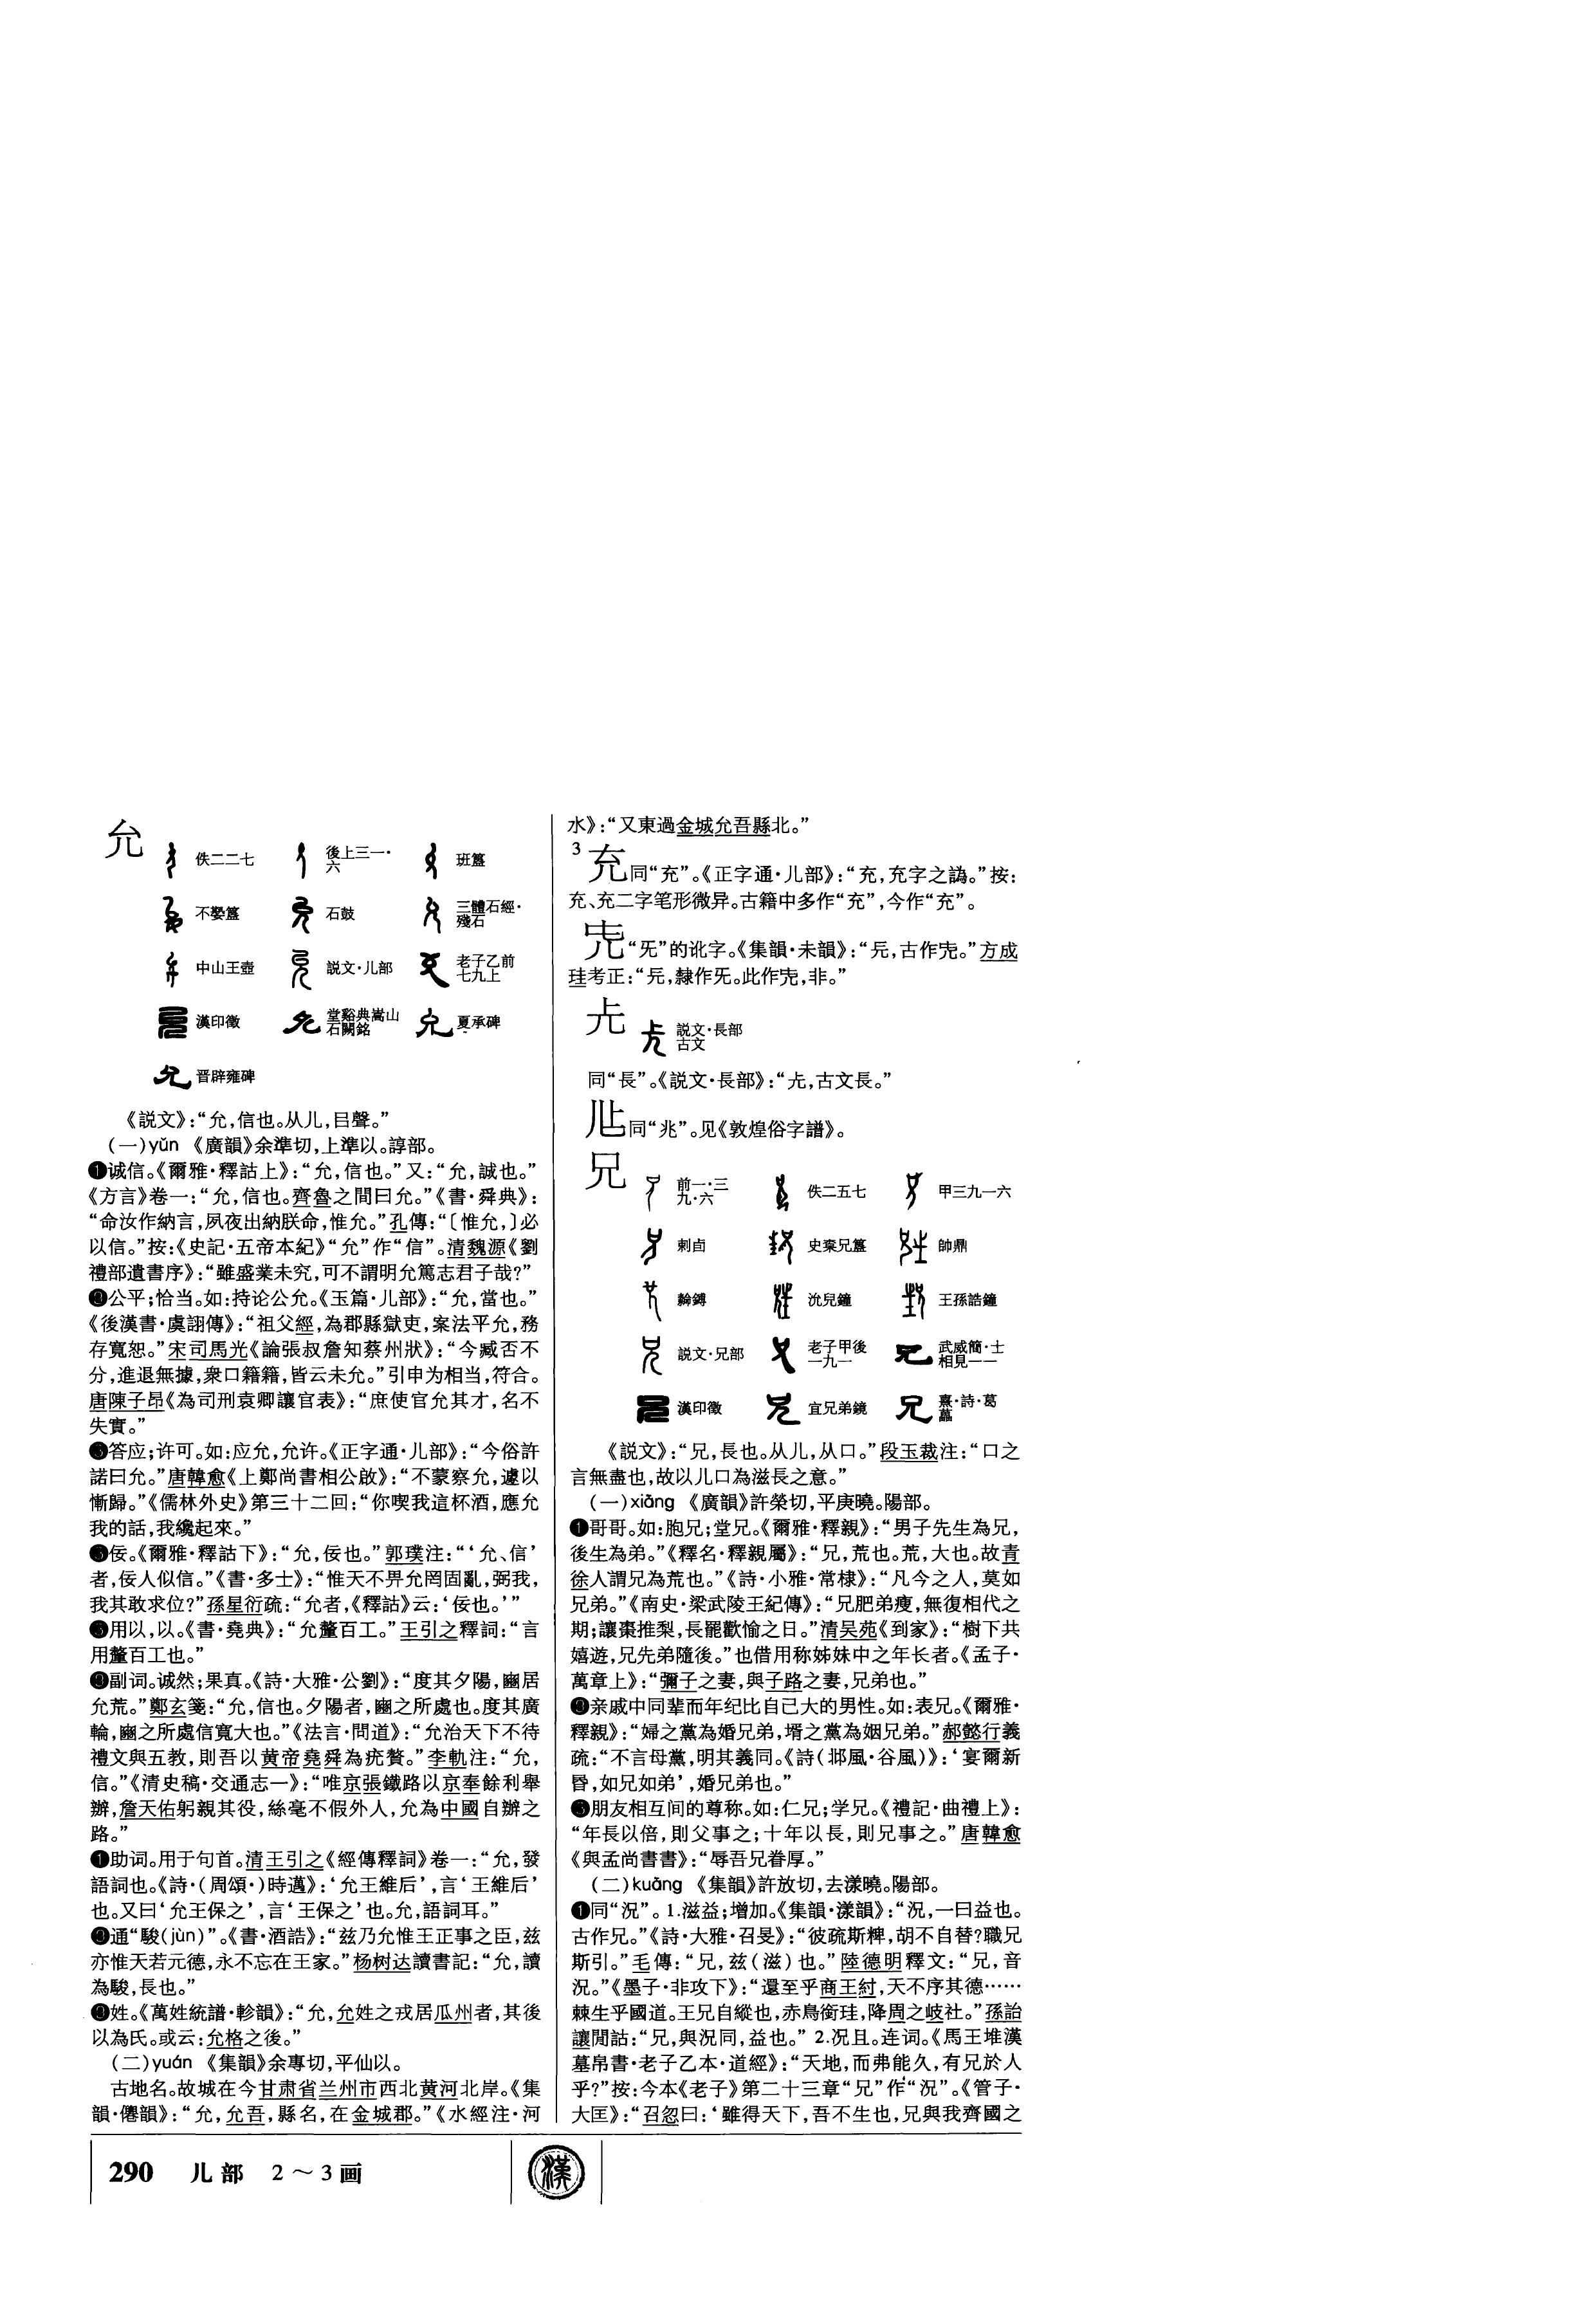 允
佚二二七 後上三一·六 班簋
不𡢁簋 石鼓 三體石經·殘石
中山王壺 説文·儿部 老子乙前七九上
漢印徵 堂谿典嵩山石闕銘 夏承碑
晋辟雍碑
《説文》：“允，信也。从儿，㠯聲。”
（一）yǔn 《廣韻》余準切，上準以。諄部。
❶诚信。《爾雅·釋詁上》：“允，信也。”又：“允，誠也。”
《方言》卷一：“允，信也。齊魯之間曰允。”《書·舜典》：
“命汝作納言，夙夜出納朕命，惟允。”孔傳：“〔惟允，〕必
以信。”按：《史記·五帝本紀》“允”作“信”。清魏源《劉
禮部遺書序》：“雖盛業未究，可不謂明允篤志君子哉？”
❷公平；恰当。如：持论公允。《玉篇·儿部》：“允，當也。”
《後漢書·虞詡傳》：“祖父經，為郡縣獄吏，案法平允，務
存寬恕。”宋司馬光《論張叔詹知蔡州狀》：“今臧否不
分，進退無據，衆口籍籍，皆云未允。”引申为相当，符合。
唐陳子昂《為司刑袁卿讓官表》：“庶使官允其才，名不
失實。”
❸答应；许可。如：应允，允许。《正字通·儿部》：“今俗許
諾曰允。”唐韓愈《上鄭尚書相公啟》：“不蒙察允，遽以
慚歸。”《儒林外史》第三十二回：“你喫我這杯酒，應允
我的話，我纔起來。”
❹佞。《爾雅·釋詁下》：“允，佞也。”郭璞注：“‘允、信’
者，佞人似信。”《書·多士》：“惟天不畀允罔固亂，弼我，
我其敢求位？”孫星衍疏：“允者，《釋詁》云：‘佞也。’”
❺用以，以。《書·堯典》：“允釐百工。”王引之釋詞：“言
用釐百工也。”
❻副词。诚然；果真。《詩·大雅·公劉》：“度其夕陽，豳居
允荒。”鄭玄箋：“允，信也。夕陽者，豳之所處也。度其廣
輪，豳之所處信寬大也。”《法言·問道》：“允治天下不待
禮文與五教，則吾以黄帝堯舜為疣贅。”李軌注：“允，
信。”《清史稿·交通志一》：“唯京張鐵路以京奉餘利舉
辦，詹天佑躬親其役，絲毫不假外人，允為中國自辦之
路。”
❼助词。用于句首。清王引之《經傳釋詞》卷一：“允，發
語詞也。《詩·（周頌·）時邁》：‘允王維后’，言‘王維后’
也。又曰‘允王保之’，言‘王保之’也。允，語詞耳。”
❽通“駿（jùn）”。《書·酒誥》：“兹乃允惟王正事之臣，兹
亦惟天若元德，永不忘在王家。”杨树达讀書記：“允，讀
為駿，長也。”
❾姓。《萬姓統譜·軫韻》：“允，允姓之戎居瓜州者，其後
以為氏。或云：允格之後。”
（二）yuán 《集韻》余專切，平仙以。
古地名。故城在今甘肃省兰州市西北黄河北岸。《集
韻·僊韻》：“允，允吾，縣名，在金城郡。”《水經注·河
水》：“又東過金城允吾縣北。”
3
充同“充”。《正字通·儿部》：“充，充字之譌。”按：
充、充二字笔形微异。古籍中多作“充”，今作“充”。
“旡”的讹字。《集韻·未韻》：“旡，古作。”方成
珪考正：“旡，隸作旡。此作，非。”
𠑷
説文·長部古文
同“長”。《説文·長部》：“𠑷，古文長。”
同“兆”。见《敦煌俗字譜》。
兄
前一·三九·六 佚二五七 甲三九一六
剌卣 史棄兄簋 帥鼎
𦅫鎛 沇兒鐘 王孫誥鐘
説文·兄部 老子甲後一九一 武威簡·士相見一一
漢印徵 宜兄弟鏡 熹·詩·葛藟
《説文》：“兄，長也。从儿，从口。”段玉裁注：“口之
言無盡也，故以儿口為滋長之意。”
（一）xiōng 《廣韻》許榮切，平庚曉。陽部。
❶哥哥。如：胞兄；堂兄。《爾雅·釋親》：“男子先生為兄，
後生為弟。”《釋名·釋親屬》：“兄，荒也。荒，大也。故青
徐人謂兄為荒也。”《詩·小雅·常棣》：“凡今之人，莫如
兄弟。”《南史·梁武陵王紀傳》：“兄肥弟瘦，無復相代之
期；讓棗推梨，長罷歡愉之日。”清吴苑《到家》：“樹下共
嬉遊，兄先弟隨後。”也借用称姊妹中之年长者。《孟子·
萬章上》：“彌子之妻，與子路之妻，兄弟也。”
❷亲戚中同辈而年纪比自己大的男性。如：表兄。《爾雅·
釋親》：“婦之黨為婚兄弟，壻之黨為姻兄弟。”郝懿行義
疏：“不言母黨，明其義同。《詩（邶風·谷風）》：‘宴爾新
昬，如兄如弟’，婚兄弟也。”
❸朋友相互间的尊称。如：仁兄；学兄。《禮記·曲禮上》：
“年長以倍，則父事之；十年以長，則兄事之。”唐韓愈
《與孟尚書書》：“辱吾兄眷厚。”
（二）kuàng 《集韻》許放切，去漾曉。陽部。
❶同“況”。1.滋益；增加。《集韻·漾韻》：“況，一曰益也。
古作兄。”《詩·大雅·召旻》：“彼疏斯粺，胡不自替？職兄
斯引。”毛傳：“兄，兹（滋）也。”陸德明釋文：“兄，音
況。”《墨子·非攻下》：“還至乎商王紂，天不序其德……
棘生乎國道。王兄自縱也，赤鳥銜珪，降周之岐社。”孫詒
讓閒詁：“兄，與況同，益也。”2.况且。连词。《馬王堆漢
墓帛書·老子乙本·道經》：“天地，而弗能久，有兄於人
乎？”按：今本《老子》第二十三章“兄”作“況”。《管子·
大匡》：“召忽曰：‘雖得天下，吾不生也，兄與我齊國之
290 儿部 2～3画
漢